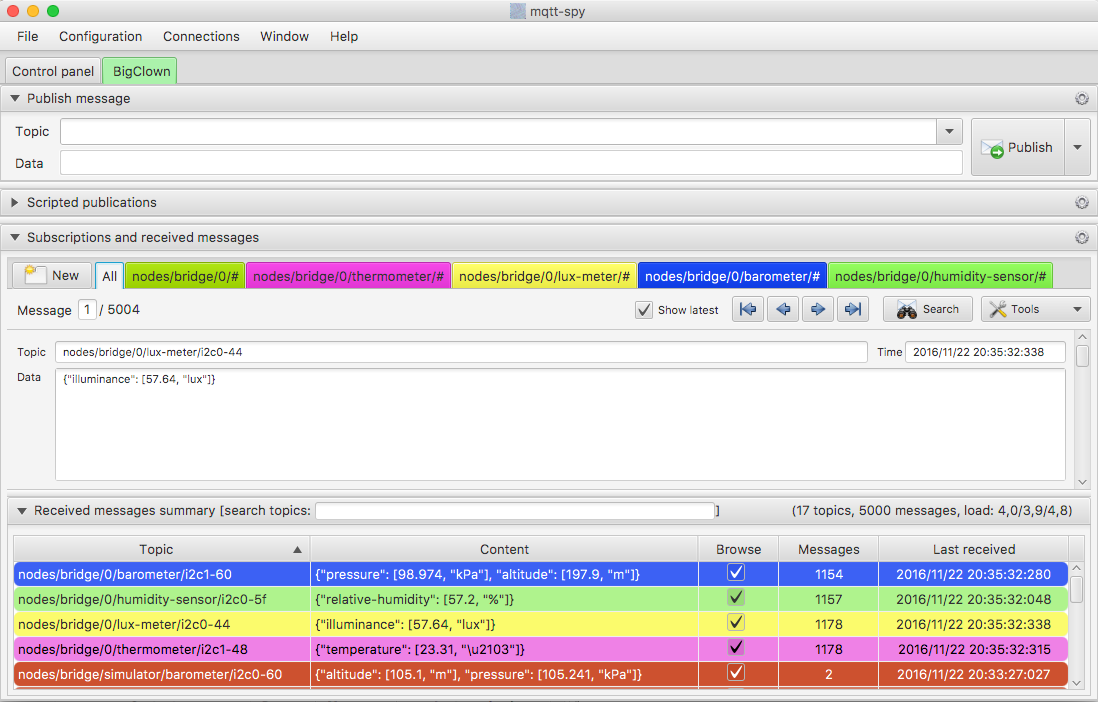 mqtt-spy
File Configuration Connections Window Help
Control panel BigClown
Publish message
Topic
Data
Publish
Scripted publications
Subscriptions and received messages
New All nodes/bridge/0/# nodes/bridge/0/thermometer/# nodes/bridge/0/lux-meter/# nodes/bridge/0/barometer/# nodes/bridge/0/humidity-sensor/#
Message 1 / 5004 Show latest Search Tools
Topic nodes/bridge/0/lux-meter/i2c0-44 Time 2016/11/22 20:35:32:338
Data {"illuminance": [57.64, "lux"]}
Received messages summary [search topics: ] (17 topics, 5000 messages, load: 4,0/3,9/4,8)
Topic Content Browse Messages Last received
nodes/bridge/0/barometer/i2c1-60 {"pressure": [98.974, "kPa"], "altitude": [197.9, "m"]} 1154 2016/11/22 20:35:32:280
nodes/bridge/0/humidity-sensor/i2c0-5f {"relative-humidity": [57.2, "%"]} 1157 2016/11/22 20:35:32:048
nodes/bridge/0/lux-meter/i2c0-44 {"illuminance": [57.64, "lux"]} 1178 2016/11/22 20:35:32:338
nodes/bridge/0/thermometer/i2c1-48 {"temperature": [23.31, "\u2103"]} 1178 2016/11/22 20:35:32:315
nodes/bridge/simulator/barometer/i2c0-60 {"altitude": [105.1, "m"], "pressure": [105.241, "kPa"]} 2 2016/11/22 20:33:27:027